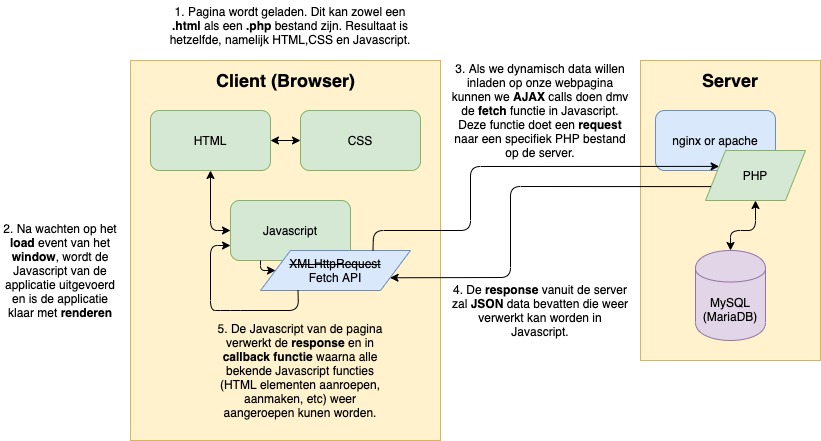 1. Pagina wordt geladen. Dit kan zowel een
.html als een .php bestand zijn. Resultaat is
hetzelfde, namelijk HTML,CSS en Javascript.
Client (Browser)
HTML
CSS
Javascript
XMLHttpRequest
Fetch API
2. Na wachten op het
load event van het
window, wordt de
Javascript van de
applicatie uitgevoerd
en is de applicatie
klaar met renderen
3. Als we dynamisch data willen
inladen op onze webpagina
kunnen we AJAX calls doen dmv
de fetch functie in Javascript.
Deze functie doet een request
naar een specifiek PHP bestand
op de server.
Server
nginx or apache
PHP
MySQL
(MariaDB)
4. De response vanuit de server
zal JSON data bevatten die weer
verwerkt kan worden in
Javascript.
5. De Javascript van de pagina
verwerkt de response en in
callback functie waarna alle
bekende Javascript functies
(HTML elementen aanroepen,
aanmaken, etc) weer
aangeroepen kunen worden.